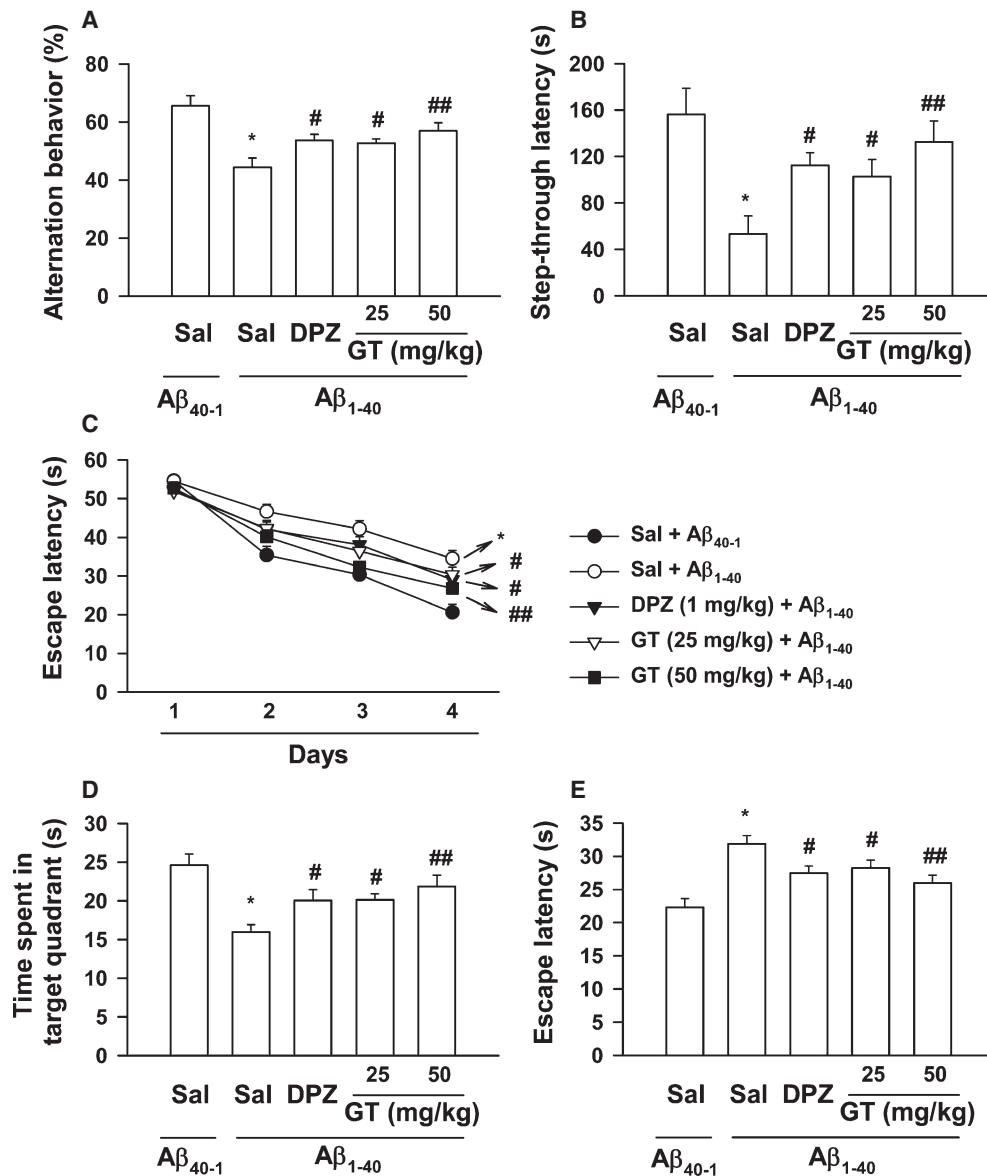 A
Alternation behavior (%)
80
60
40
20
0
*
#
#
##
Sal
Sal
DPZ
25
50
GT (mg/kg)
Aβ40-1
Aβ1-40
B
Step-through latency (s)
200
160
120
80
40
0
*
#
#
##
Sal
Sal
DPZ
25
50
GT (mg/kg)
Aβ40-1
Aβ1-40
C
Escape latency (s)
60
50
40
30
20
10
0
*
#
#
##
1
2
3
4
Days
Sal + Aβ40-1
Sal + Aβ1-40
DPZ (1 mg/kg) + Aβ1-40
GT (25 mg/kg) + Aβ1-40
GT (50 mg/kg) + Aβ1-40
D
Time spent in
target quadrant (s)
30
25
20
15
10
5
0
*
#
#
##
Sal
Sal
DPZ
25
50
GT (mg/kg)
Aβ40-1
Aβ1-40
E
Escape latency (s)
35
30
25
20
15
10
5
0
*
#
#
##
Sal
Sal
DPZ
25
50
GT (mg/kg)
Aβ40-1
Aβ1-40